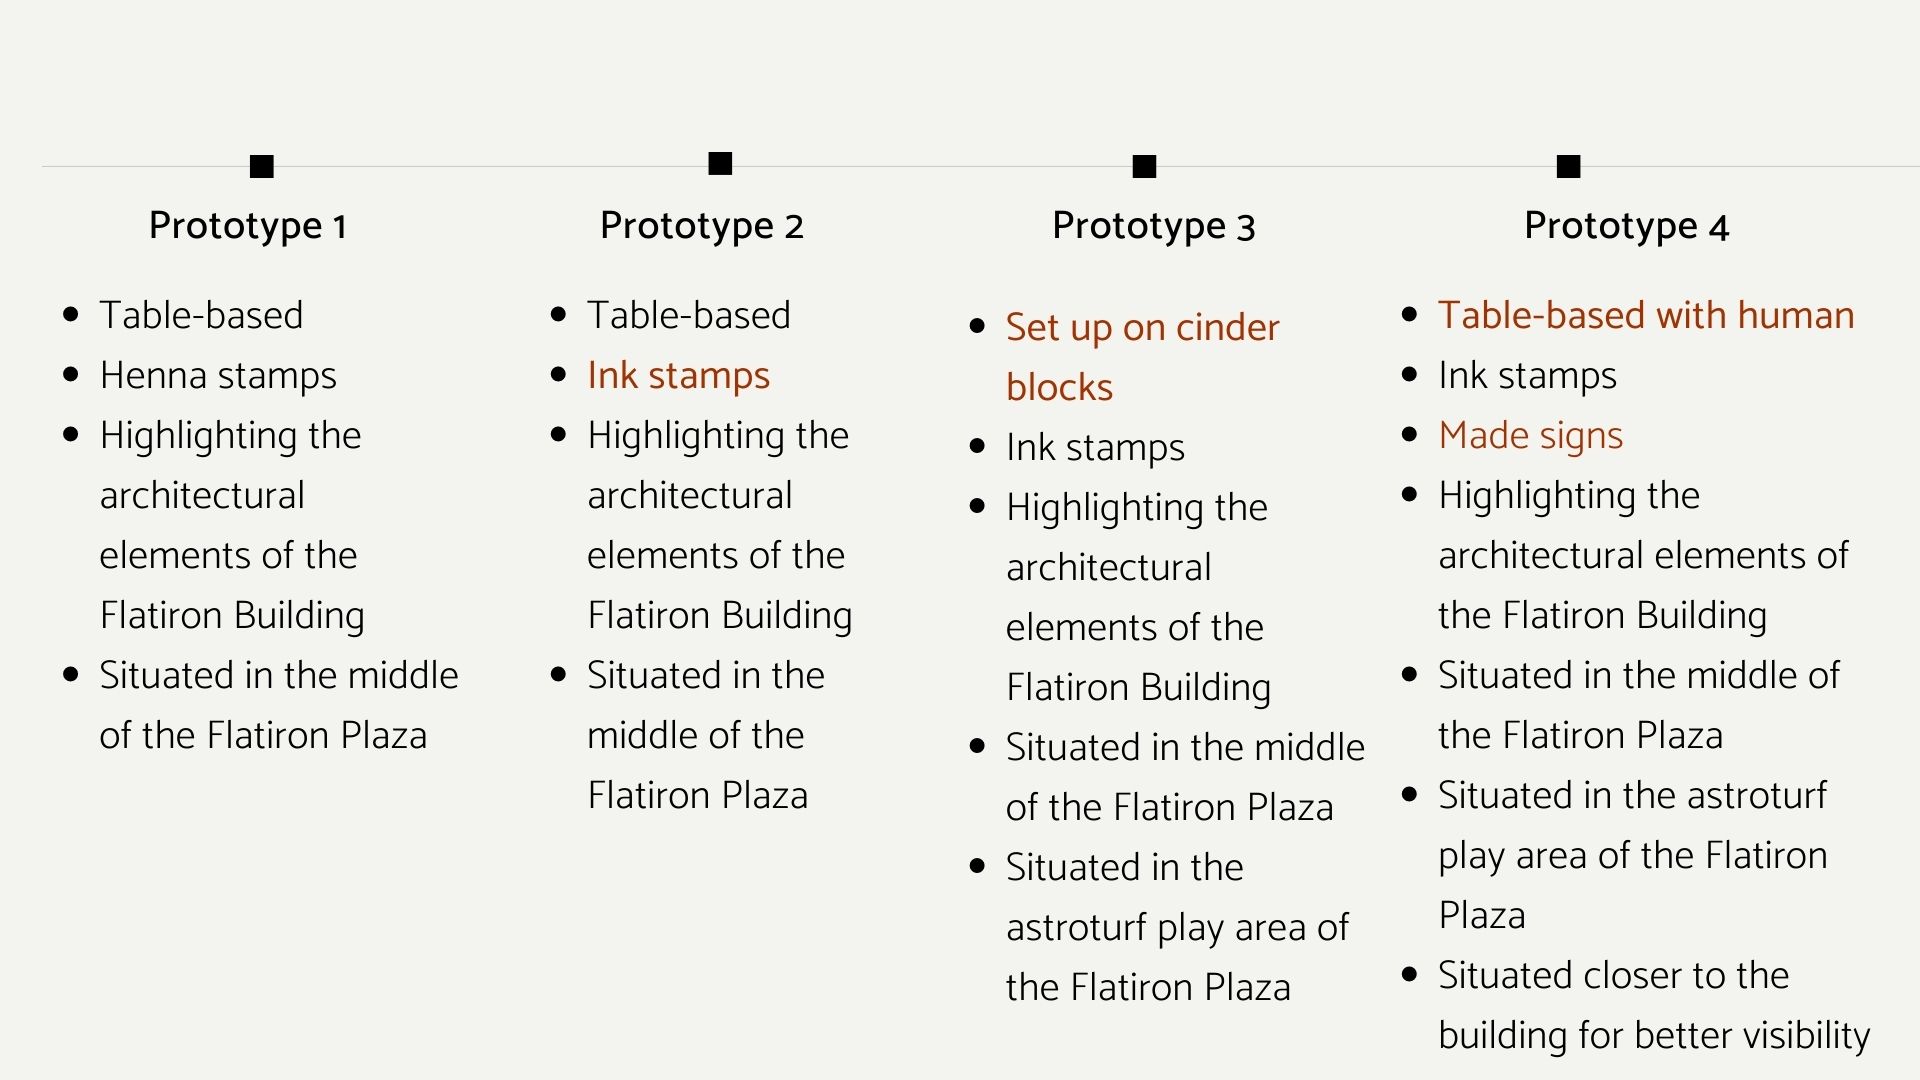 Prototype 1
Table-based
Henna stamps
Highlighting the
architectural
elements of the
Flatiron Building
Situated in the middle
of the Flatiron Plaza
Prototype 2
Table-based
Ink stamps
Highlighting the
architectural
elements of the
Flatiron Building
Situated in the
middle of the
Flatiron Plaza
Prototype 3
Set up on cinder
blocks
Ink stamps
Highlighting the
architectural
elements of the
Flatiron Building
Situated in the middle
of the Flatiron Plaza
Situated in the
astroturf play area of
the Flatiron Plaza
Prototype 4
Table-based with human
Ink stamps
Made signs
Highlighting the
architectural elements of
the Flatiron Building
Situated in the middle of
the Flatiron Plaza
Situated in the astroturf
play area of the Flatiron
Plaza
Situated closer to the
building for better visibility